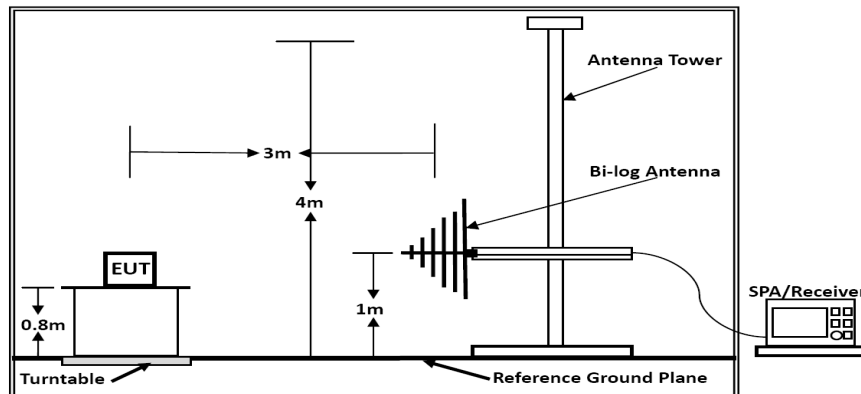 Antenna Tower
3m
Bi-log Antenna
4m
EUT
1m
SPA/Receiver
0.8m
Turntable
Reference Ground Plane